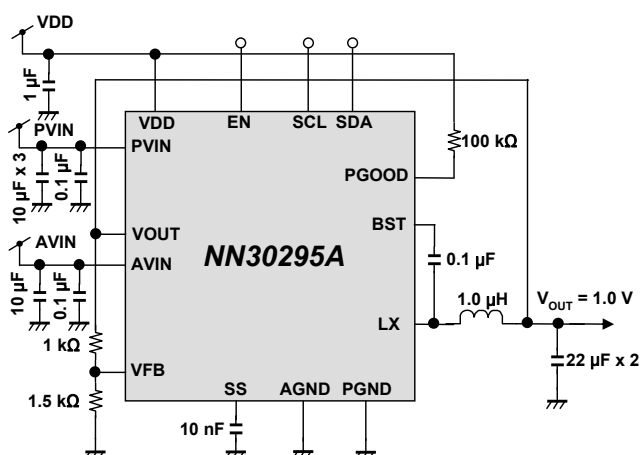 VDD
1 µF
VDD
EN
SCL
SDA
PVIN
10 µF x 3
0.1 µF
PVIN
100 kΩ
PGOOD
VOUT
BST
NN30295A
0.1 µF
AVIN
10 µF
0.1 µF
AVIN
1.0 µH
VOUT = 1.0 V
LX
1 kΩ
VFB
22 µF x 2
1.5 kΩ
SS
AGND
PGND
10 nF